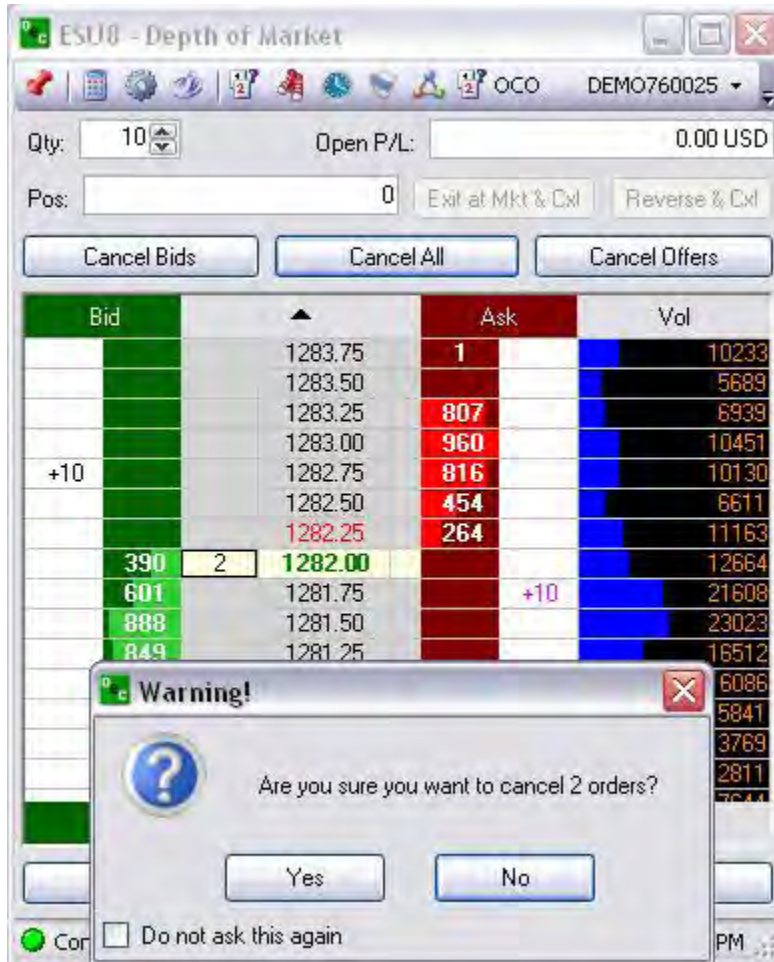 ESU8 - Depth of Market
OCO DEMO760025
Qty: 10 Open P/L: 0.00 USD
Pos: 0 Exit at Mkt & Cxl Reverse & Cxl
Cancel Bids Cancel All Cancel Offers
Bid Ask Vol
1283.75 1 10233
1283.50 5689
1283.25 807 6939
1283.00 960 10451
+10 1282.75 816 10130
1282.50 454 6611
1282.25 264 11163
390 2 1282.00 12664
601 1281.75 +10 21608
888 1281.50 23023
849 1281.25 16512
Warning! 6086
5841
3769
Are you sure you want to cancel 2 orders? 2811
Yes No
Do not ask this again
PM